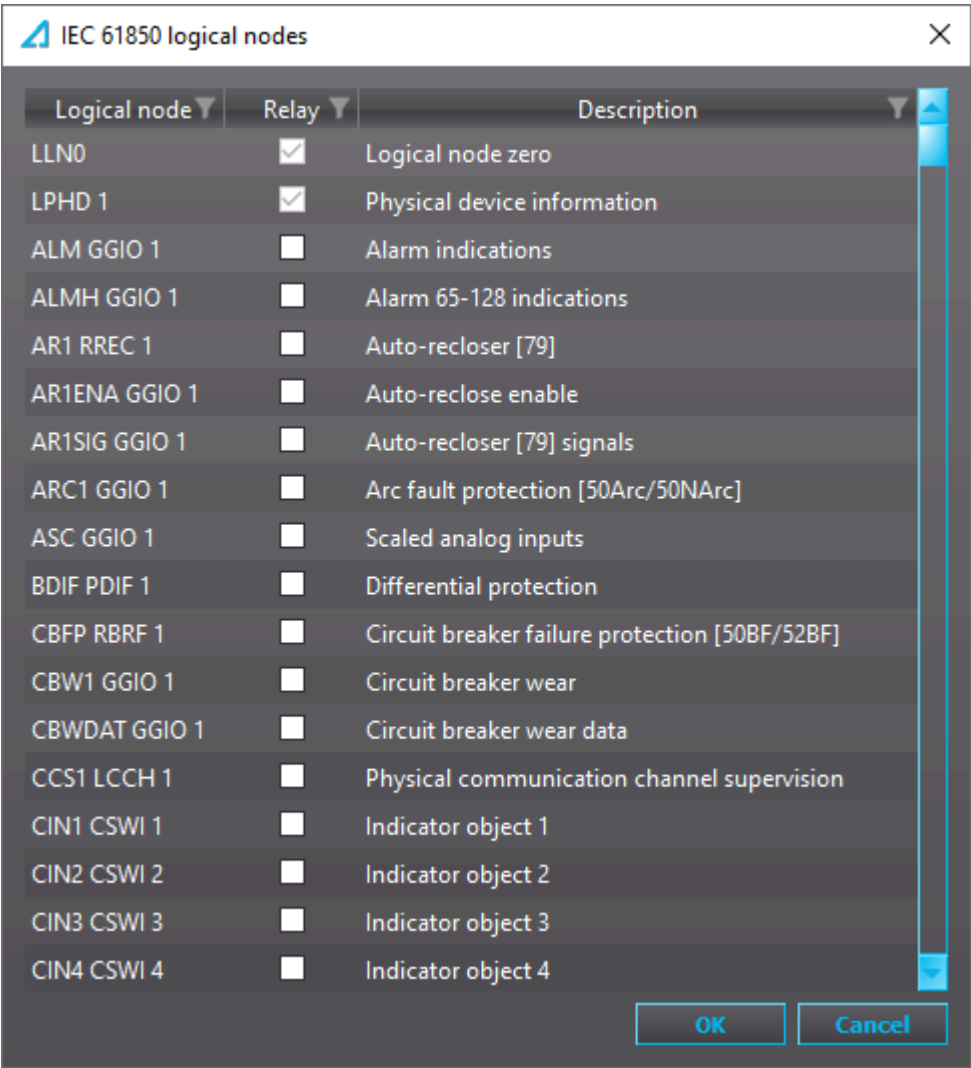 IEC 61850 logical nodes
Logical node Relay Description
LLN0 Logical node zero
LPHD 1 Physical device information
ALM GGIO 1 Alarm indications
ALMH GGIO 1 Alarm 65-128 indications
AR1 RREC 1 Auto-recloser [79]
AR1ENA GGIO 1 Auto-reclose enable
AR1SIG GGIO 1 Auto-recloser [79] signals
ARC1 GGIO 1 Arc fault protection [50Arc/50NArc]
ASC GGIO 1 Scaled analog inputs
BDIF PDIF 1 Differential protection
CBFP RBRF 1 Circuit breaker failure protection [50BF/52BF]
CBW1 GGIO 1 Circuit breaker wear
CBWDAT GGIO 1 Circuit breaker wear data
CCS1 LCCH 1 Physical communication channel supervision
CIN1 CSWI 1 Indicator object 1
CIN2 CSWI 2 Indicator object 2
CIN3 CSWI 3 Indicator object 3
CIN4 CSWI 4 Indicator object 4
OK Cancel